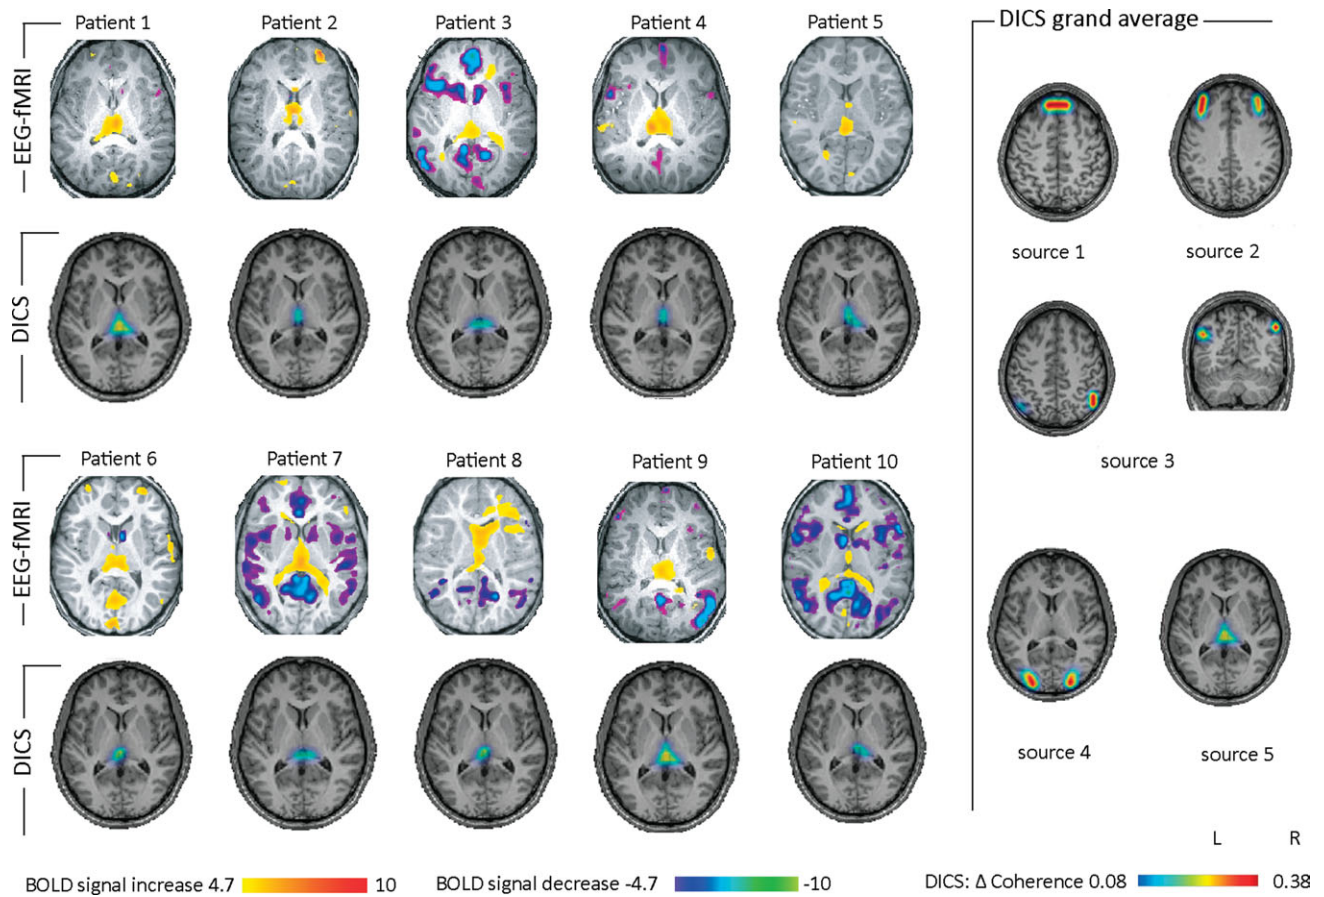 Patient 1
Patient 2
Patient 3
Patient 4
Patient 5
DICS grand average
EEG-fMRI
source 1
source 2
DICS
source 3
Patient 6
Patient 7
Patient 8
Patient 9
Patient 10
EEG-fMRI
DICS
source 4
source 5
L R
BOLD signal increase 4.7 10
BOLD signal decrease -4.7 -10
DICS: Δ Coherence 0.08 0.38